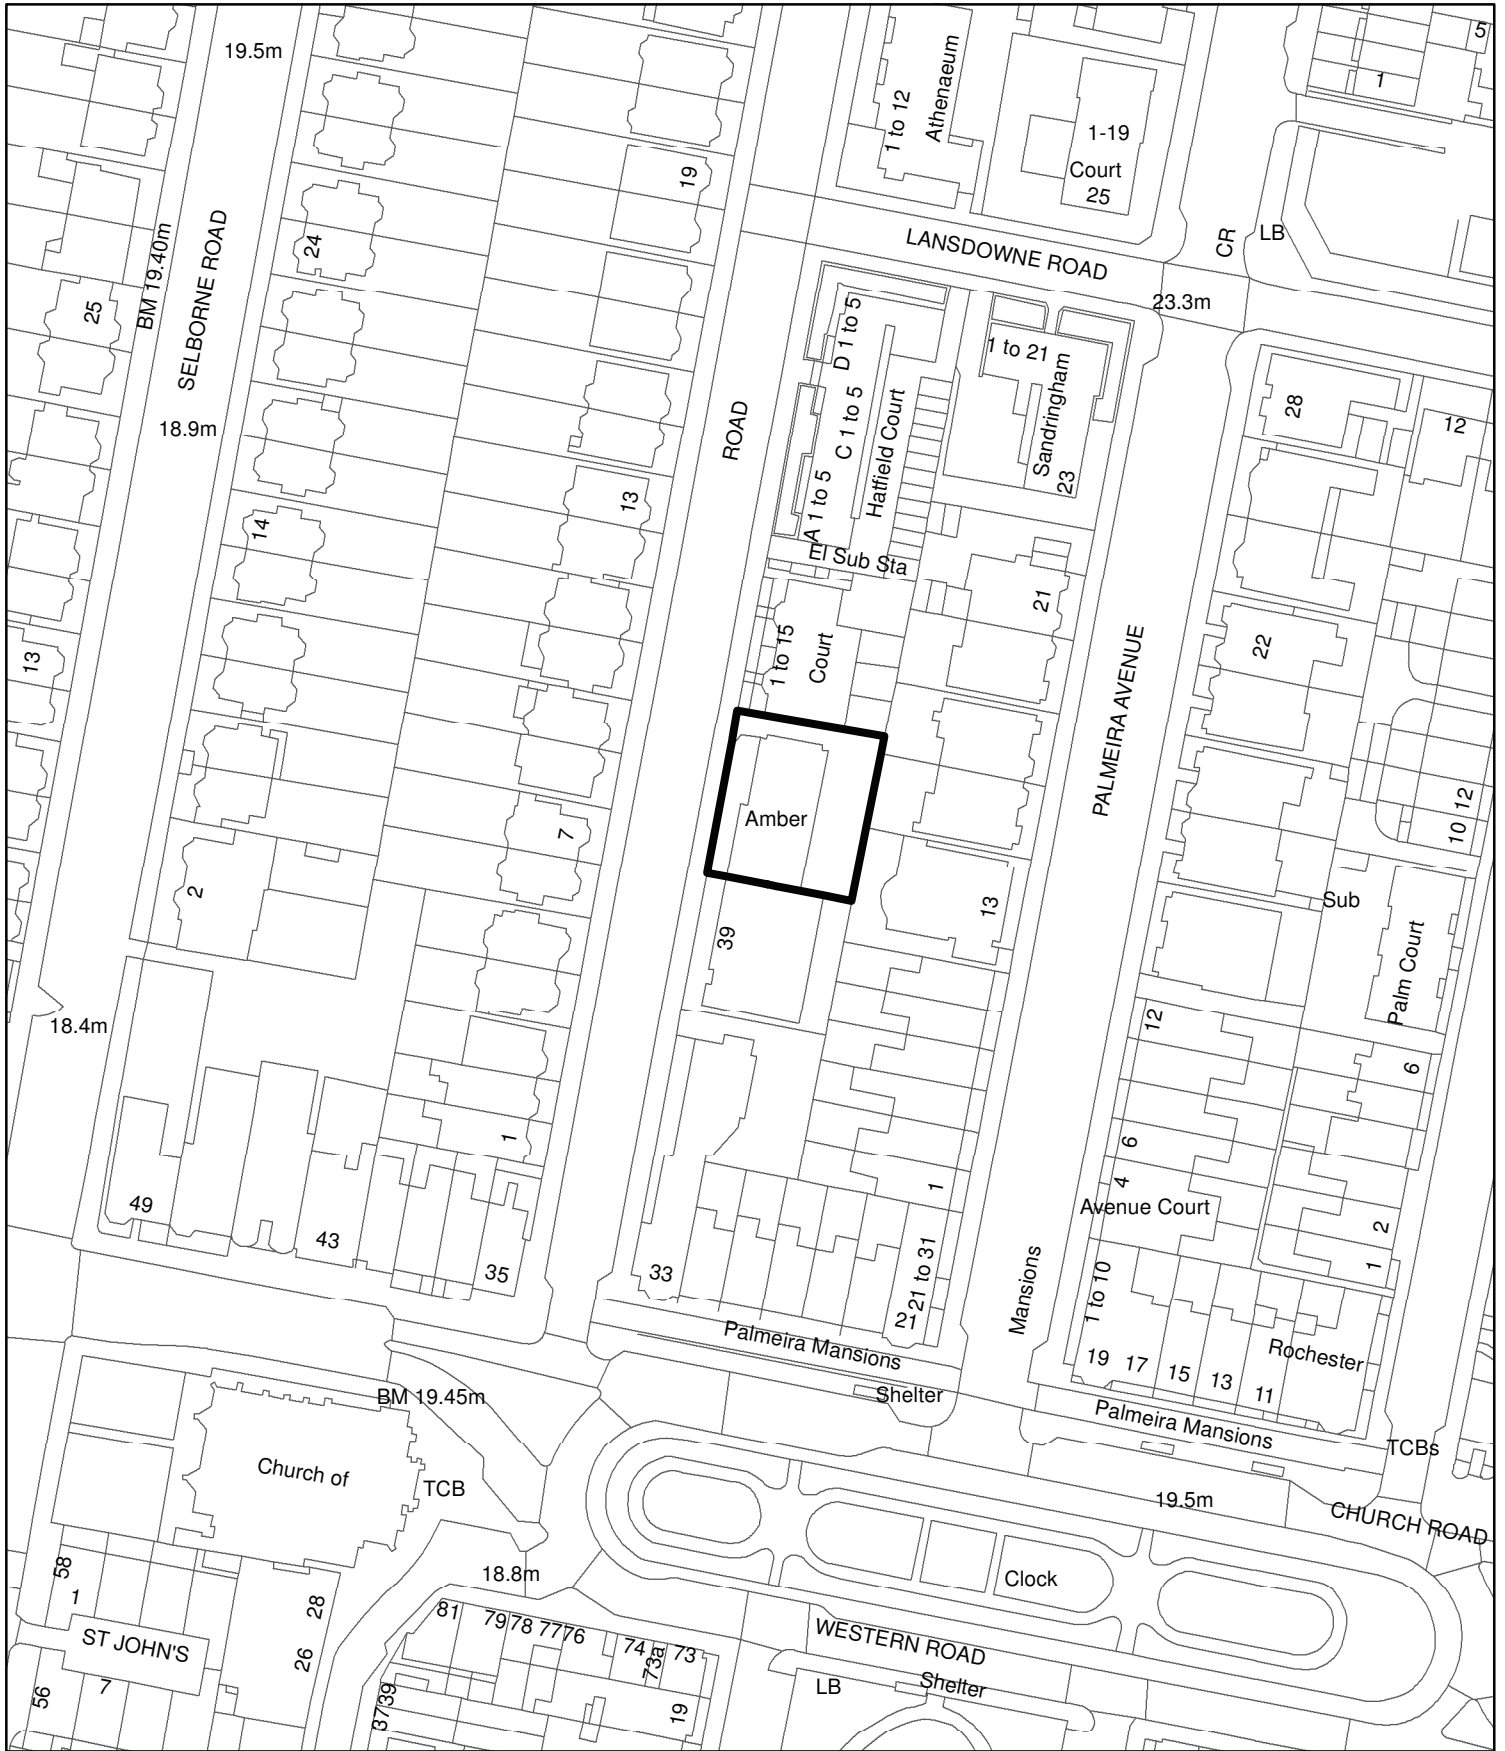 19.5m
5
1
1 to 12
Athenaeum
1-19
Court
25
19
24
LANSDOWNE ROAD
CR
LB
BM 19.40m
SELBORNE ROAD
25
23.3m
D 1 to 5
1 to 21
Sandringham
23
28
12
C 1 to 5
Hatfield Court
ROAD
18.9m
A 1 to 5
13
14
El Sub Sta
21
1 to 15
Court
22
13
PALMEIRA AVENUE
Amber
12
10
7
2
13
Sub
39
Palm Court
12
18.4m
6
1
6
4
1
Avenue Court
2
1
49
43
35
33
21 to 31
21
Mansions
1 to 10
Palmeira Mansions
19
17
15
13
11
Rochester
BM 19.45m
Shelter
Palmeira Mansions
TCBs
Church of
TCB
19.5m
CHURCH ROAD
18.8m
Clock
58
1
28
26
81
79
78
77
76
74
73a
73
WESTERN ROAD
ST JOHN'S
56
7
39
37
19
LB
Shelter